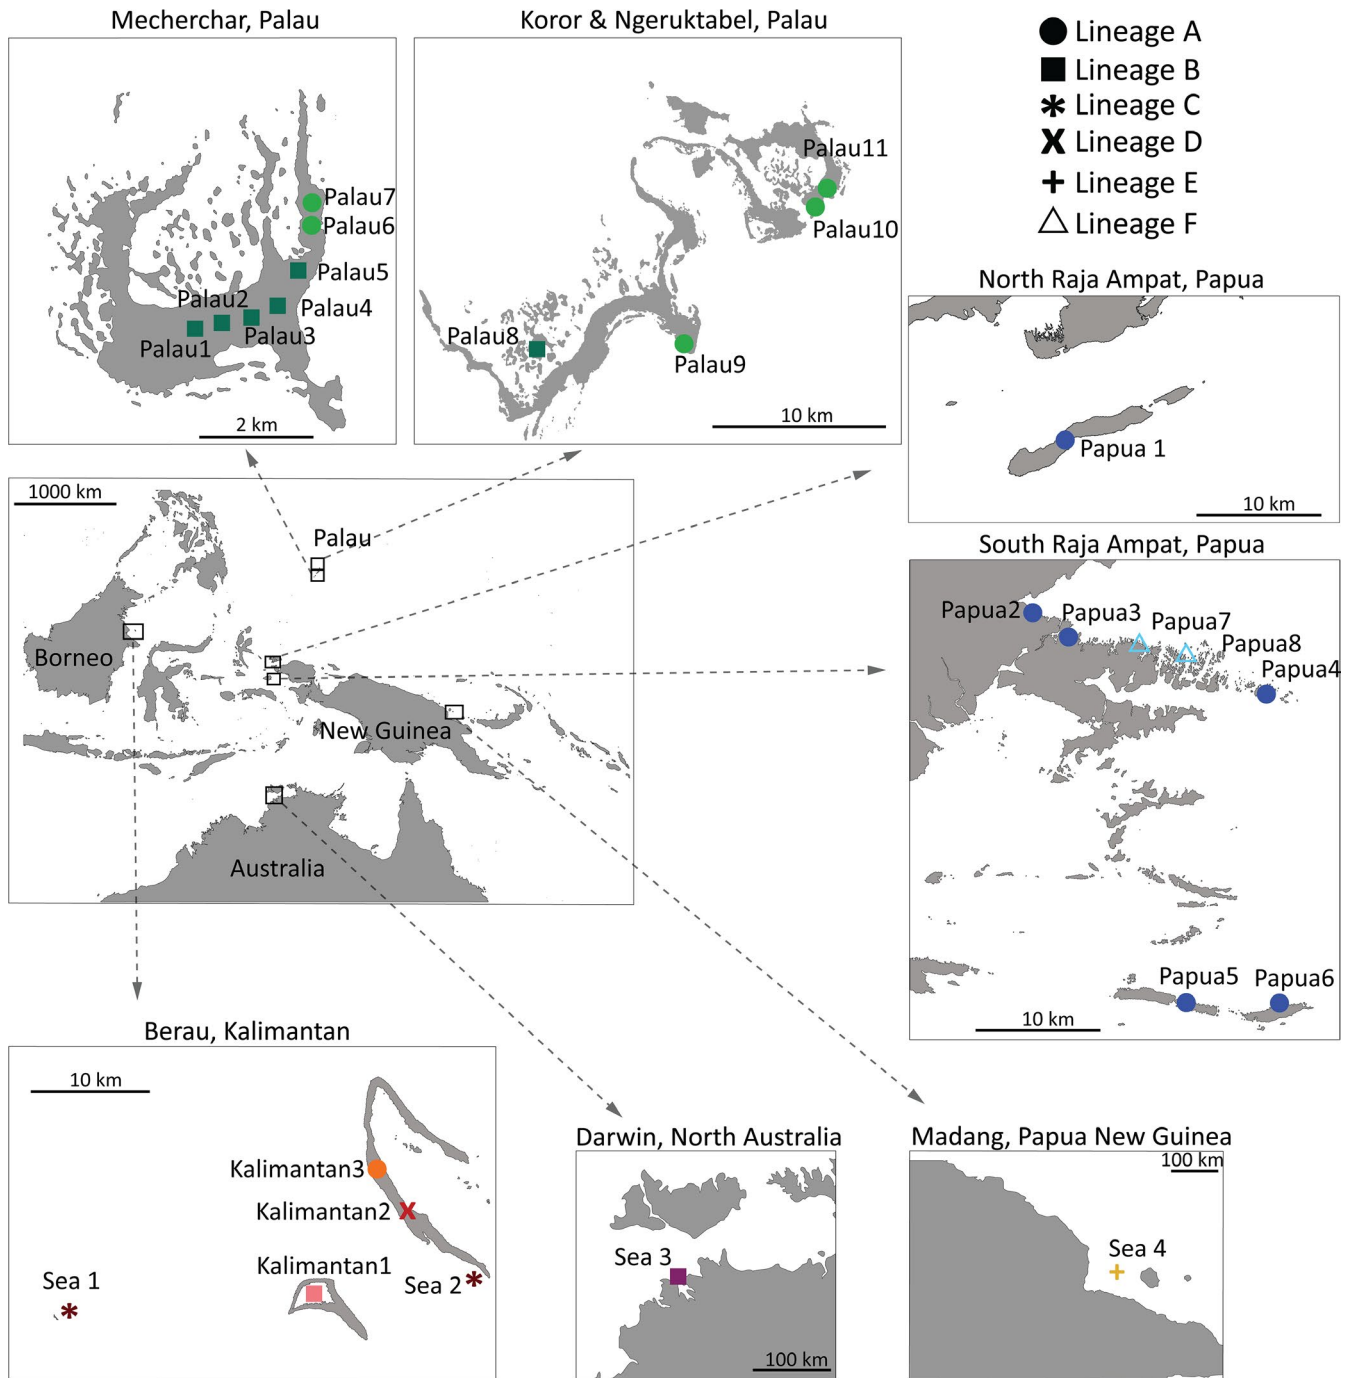 Mecherchar, Palau
Palau7
Palau6
Palau5
Palau2
Palau4
Palau3
Palau1
2 km
Koror & Ngeruktabel, Palau
Palau11
Palau10
Palau8
Palau9
10 km
Lineage A
Lineage B
Lineage C
Lineage D
Lineage E
Lineage F
North Raja Ampat, Papua
Papua 1
10 km
1000 km
Palau
Borneo
New Guinea
Australia
South Raja Ampat, Papua
Papua2
Papua3
Papua7
Papua8
Papua4
Papua5
Papua6
10 km
Berau, Kalimantan
10 km
Kalimantan3
Kalimantan2
Kalimantan1
Sea 1
Sea 2
Darwin, North Australia
Sea 3
100 km
Madang, Papua New Guinea
100 km
Sea 4